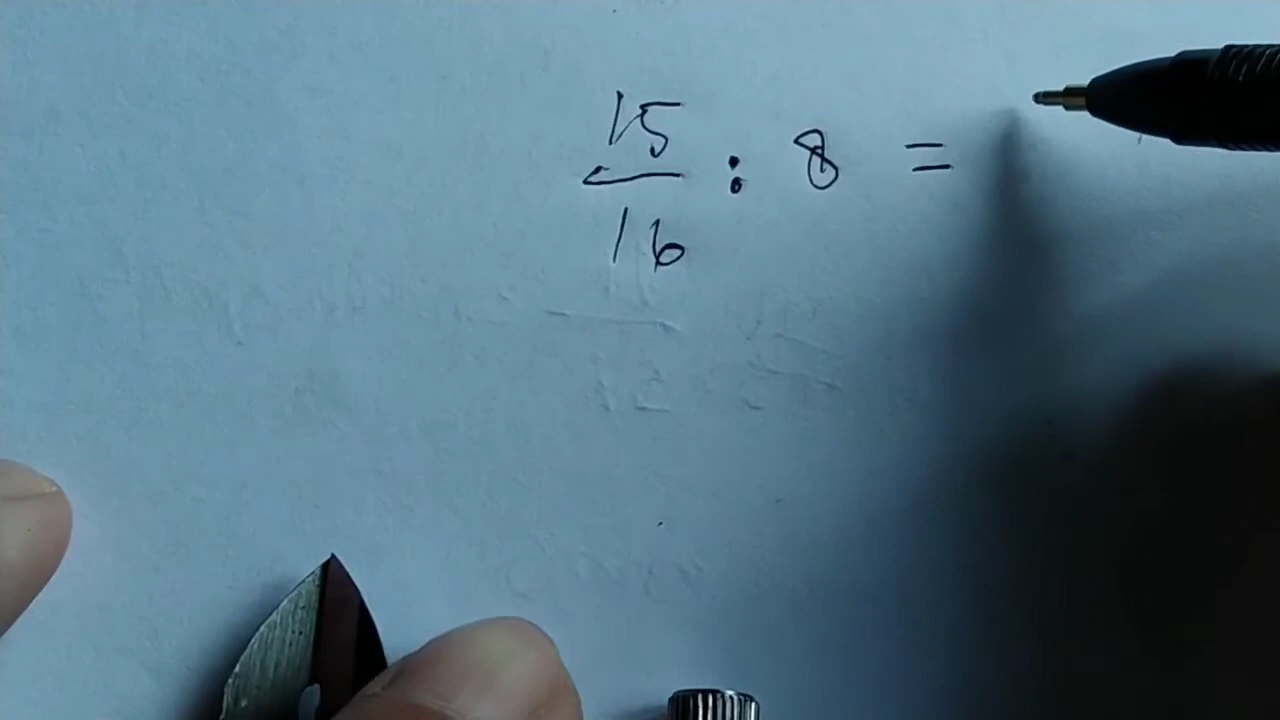 15/16 : 8 =